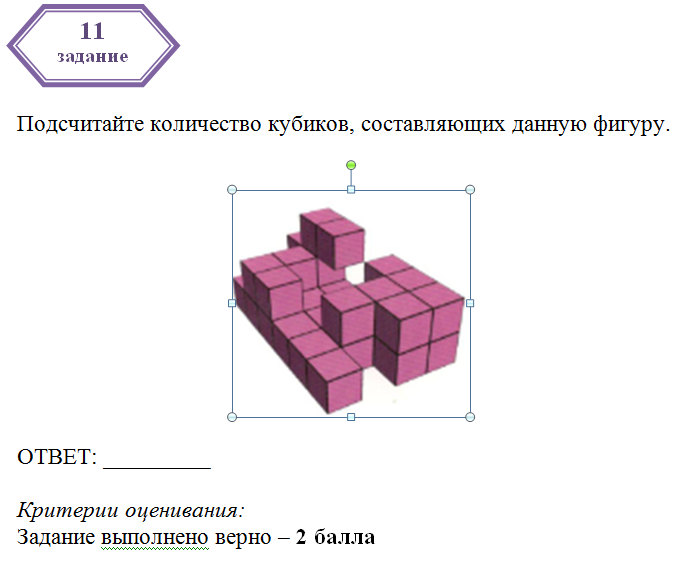 11
задание
Подсчитайте количество кубиков, составляющих данную фигуру.
ОТВЕТ: _________
Критерии оценивания:
Задание выполнено верно – 2 балла